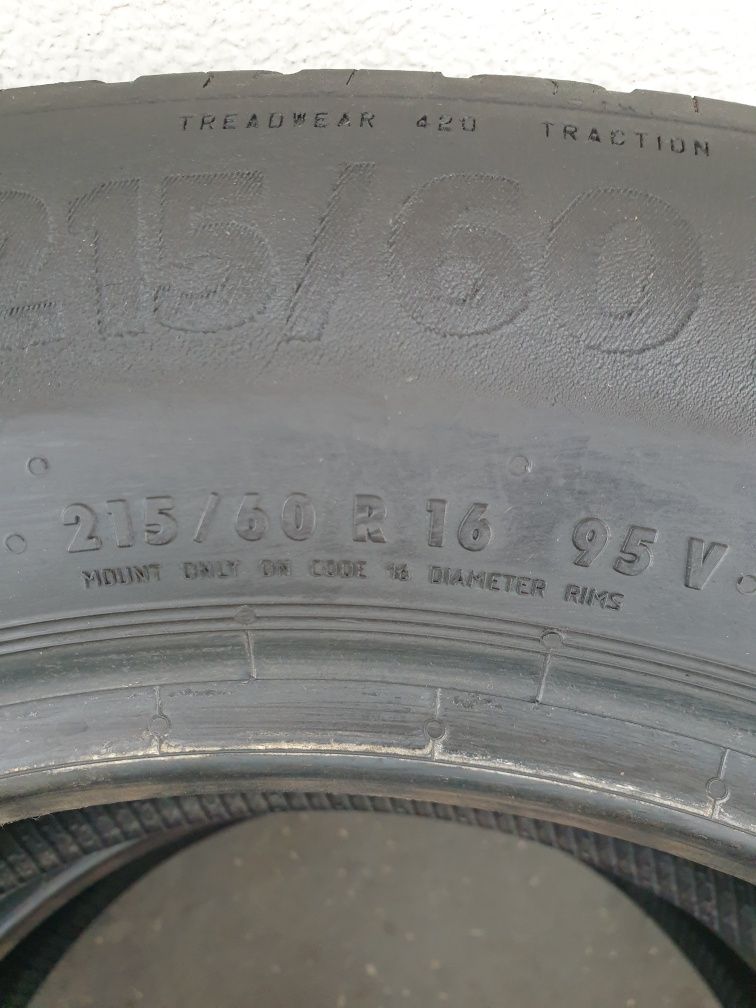 TREADWEAR 420 TRACTION
215/60
215/60 R 16 95 V
MOUNT ONLY ON CODE 16 DIAMETER RIMS